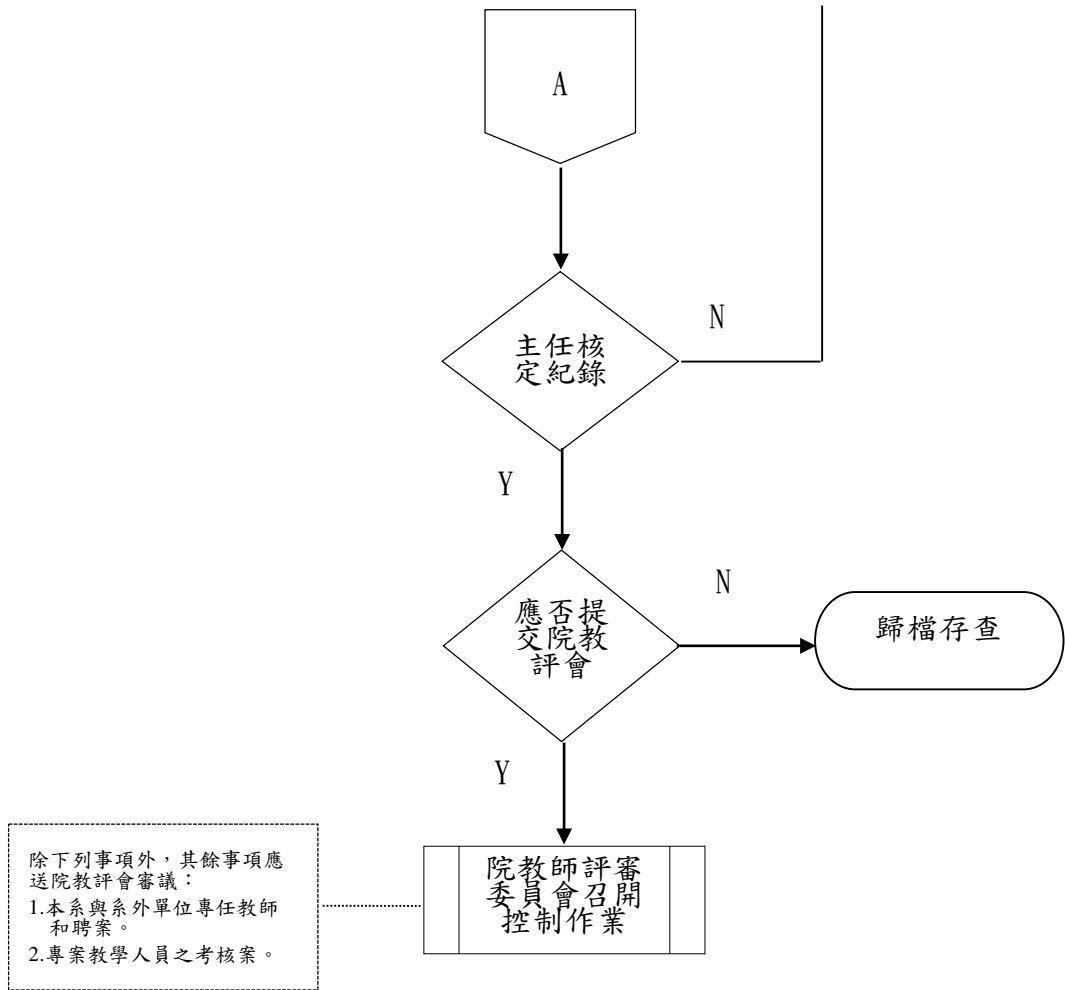 A
主任核
定紀錄
N
Y
應否提
交院教
評會
N
歸檔存查
Y
除下列事項外，其餘事項應
送院教評會審議：
1.本系與系外單位專任教師
和聘案。
2.專案教學人員之考核案。
院教師評審
委員會召開
控制作業